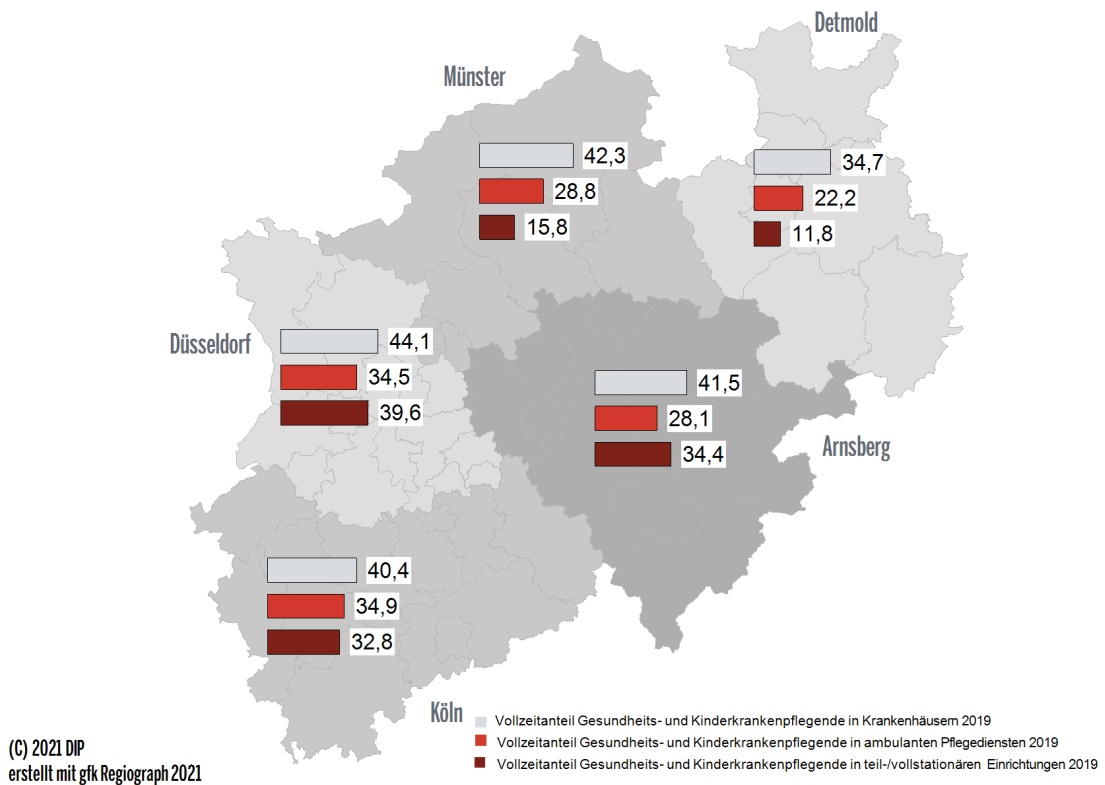 Detmold
Münster
42,3
28,8
15,8
34,7
22,2
11,8
Düsseldorf
44,1
34,5
39,6
41,5
28,1
34,4
Arnsberg
40,4
34,9
32,8
Köln
Vollzeitanteil Gesundheits- und Kinderkrankenpflegende in Krankenhäusern 2019
Vollzeitanteil Gesundheits- und Kinderkrankenpflegende in ambulanten Pflegediensten 2019
Vollzeitanteil Gesundheits- und Kinderkrankenpflegende in teil-/vollstationären Einrichtungen 2019
(C) 2021 DIP
erstellt mit gfk Regiograph 2021